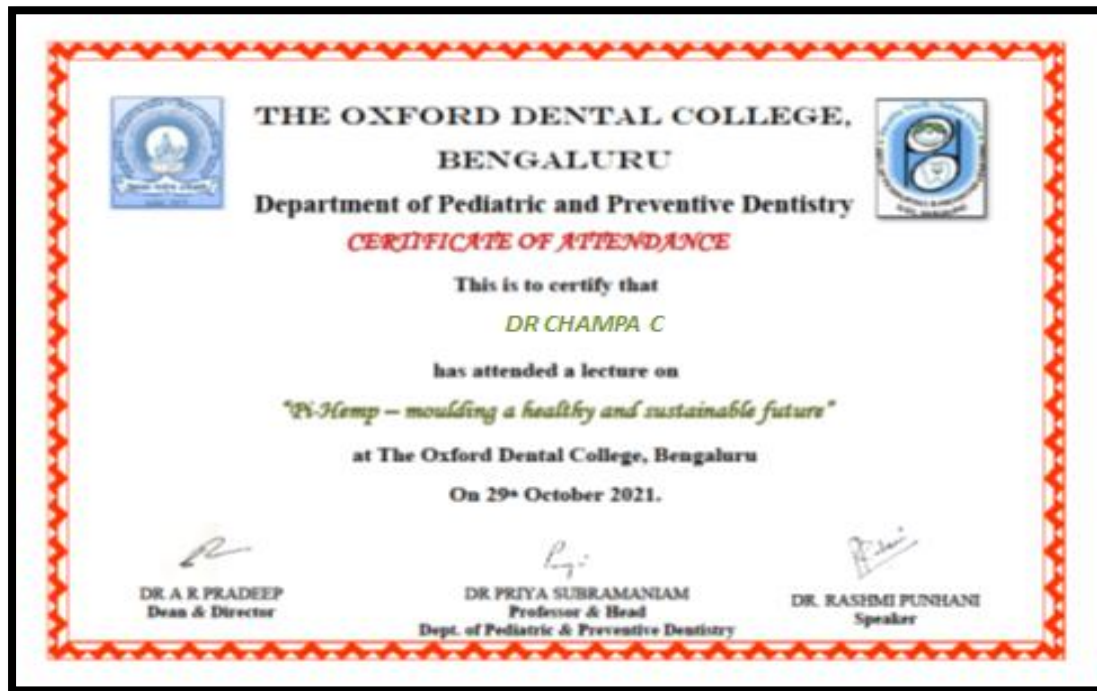 THE OXFORD DENTAL COLLEGE,
BENGALURU
Department of Pediatric and Preventive Dentistry
CERTIFICATE OF ATTENDANCE
This is to certify that
DR CHAMPA C
has attended a lecture on
"Pi-Hemp – moulding a healthy and sustainable future"
at The Oxford Dental College, Bengaluru
On 29th October 2021.
DR A R PRADEEP
Dean & Director
DR PRIYA SUBRAMANIAM
Professor & Head
Dept. of Pediatric & Preventive Dentistry
DR. RASHMI PUNHANI
Speaker